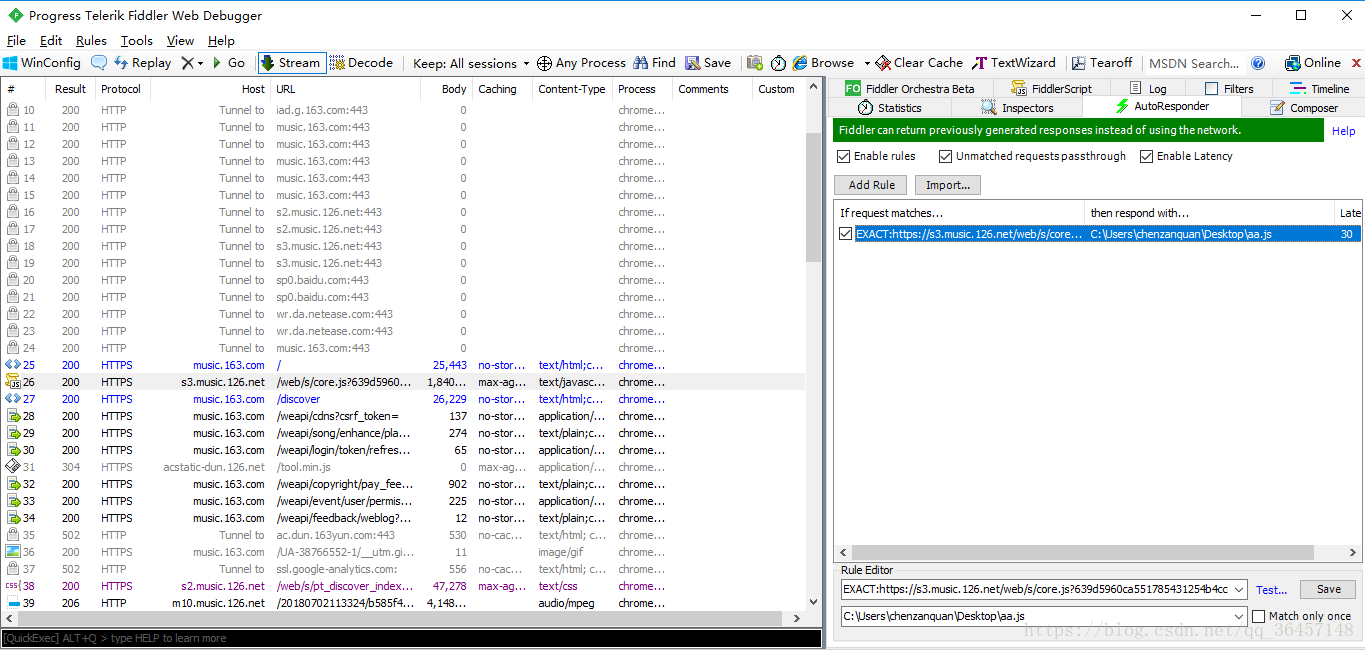 Progress Telerik Fiddler Web Debugger
File Edit Rules Tools View Help
WinConfig Replay Go Stream Decode Keep: All sessions Any Process Find Save Browse Clear Cache TextWizard Tearoff MSDN Search... Online
# Result Protocol Host URL Body Caching Content-Type Process Comments Custom
10 200 HTTP Tunnel to iad.g.163.com:443 0 chrome...
11 200 HTTP Tunnel to music.163.com:443 0 chrome...
12 200 HTTP Tunnel to music.163.com:443 0 chrome...
13 200 HTTP Tunnel to music.163.com:443 0 chrome...
14 200 HTTP Tunnel to music.163.com:443 0 chrome...
15 200 HTTP Tunnel to music.163.com:443 0 chrome...
16 200 HTTP Tunnel to s2.music.126.net:443 0 chrome...
17 200 HTTP Tunnel to s2.music.126.net:443 0 chrome...
18 200 HTTP Tunnel to s3.music.126.net:443 0 chrome...
19 200 HTTP Tunnel to s3.music.126.net:443 0 chrome...
20 200 HTTP Tunnel to sp0.baidu.com:443 0 chrome...
21 200 HTTP Tunnel to sp0.baidu.com:443 0 chrome...
22 200 HTTP Tunnel to wr.da.netease.com:443 0 chrome...
23 200 HTTP Tunnel to wr.da.netease.com:443 0 chrome...
24 200 HTTP Tunnel to music.163.com:443 0 chrome...
25 200 HTTPS music.163.com / 25,443 no-stor... text/html;c... chrome...
26 200 HTTPS s3.music.126.net /web/s/core.js?639d5960... 1,840... max-ag... text/javasc... chrome...
27 200 HTTPS music.163.com /discover 26,229 no-stor... text/html;c... chrome...
28 200 HTTPS music.163.com /weapi/cdns?csrf_token= 137 no-stor... application/... chrome...
29 200 HTTPS music.163.com /weapi/song/enhance/pla... 274 no-stor... text/plain;c... chrome...
30 200 HTTPS music.163.com /weapi/login/token/refres... 65 no-stor... application/... chrome...
31 304 HTTPS acstatic-dun.126.net /tool.min.js 0 max-ag... application/... chrome...
32 200 HTTPS music.163.com /weapi/copyright/pay_fee... 902 no-stor... text/plain;c... chrome...
33 200 HTTPS music.163.com /weapi/event/user/permis... 225 no-stor... application/... chrome...
34 200 HTTPS music.163.com /weapi/feedback/weblog?... 12 no-stor... text/plain;c... chrome...
35 502 HTTP Tunnel to ac.dun.163yun.com:443 530 no-cac... text/html; c... chrome...
36 200 HTTPS music.163.com /UA-38766552-1/__utm.gi... 11 image/gif chrome...
37 502 HTTP Tunnel to ssl.google-analytics.com: 556 no-cac... text/html; c... chrome...
38 200 HTTPS s2.music.126.net /web/s/pt_discover_index... 47,278 max-ag... text/css chrome...
39 206 HTTP m10.music.126.net /20180702113324/b585f4... 4,148... audio/mpeg chrome...
[QuickExec] ALT+Q > type HELP to learn more
FO Fiddler Orchestra Beta FiddlerScript Log Filters Timeline
Statistics Inspectors AutoResponder Composer
Fiddler can return previously generated responses instead of using the network. Help
Enable rules Unmatched requests passthrough Enable Latency
Add Rule Import...
If request matches... then respond with... Late
EXACT:https://s3.music.126.net/web/s/core... C:\Users\chenzanquan\Desktop\aa.js 30
Rule Editor
EXACT:https://s3.music.126.net/web/s/core.js?639d5960ca551785431254b4cc Test... Save
C:\Users\chenzanquan\Desktop\aa.js Match only once
https://blog.csdn.net/qq_36457148